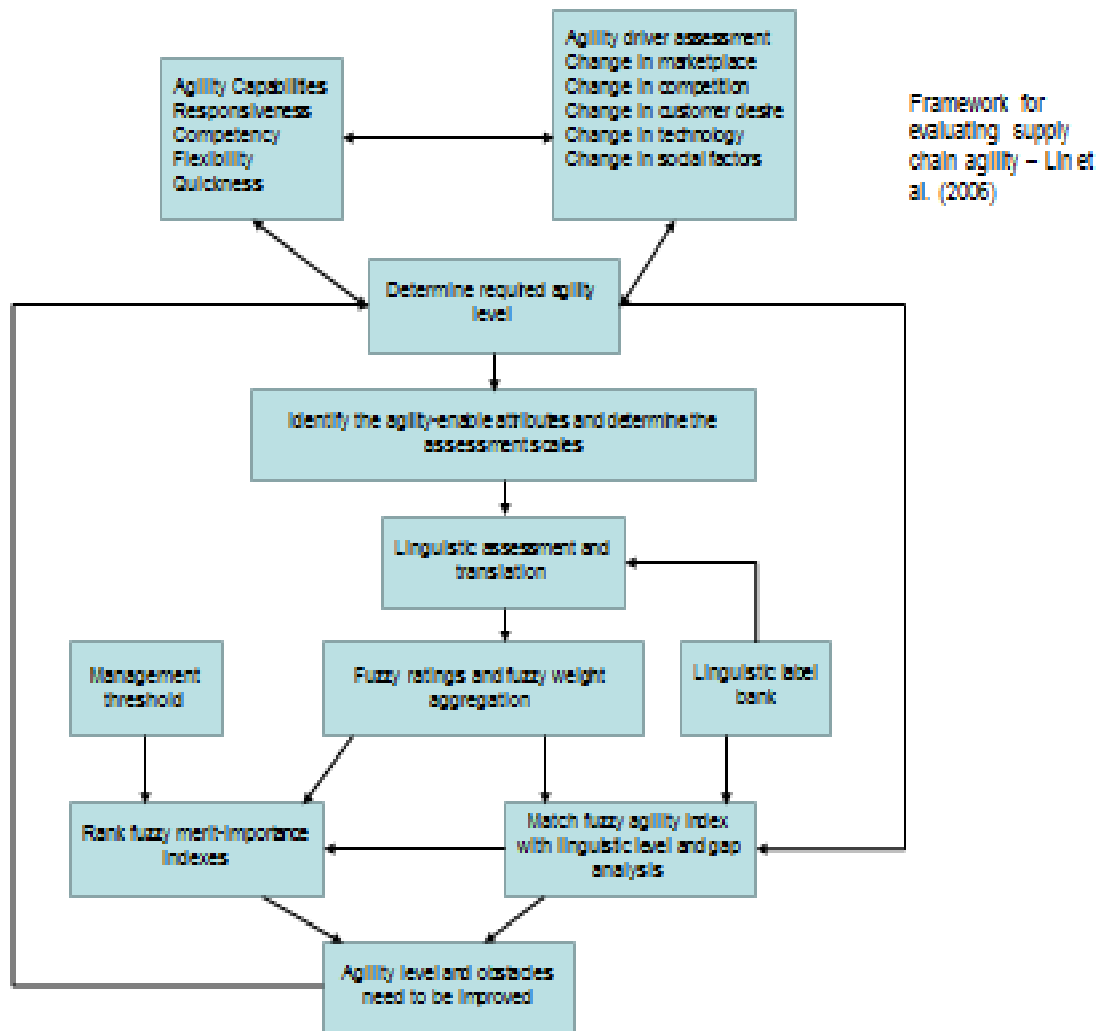 Agility driver assessment
Change in marketplace
Change in competition
Change in customer desire
Change in technology
Change in social factors
Agility Capabilities
Responsiveness
Competency
Flexibility
Quickness
Framework for
evaluating supply
chain agility – Lin et
al. (2006)
Determine required agility
level
Identify the agility-enable attributes and determine the
assessment scales
Linguistic assessment and
translation
Management
threshold
Fuzzy ratings and fuzzy weight
aggregation
Linguistic label
bank
Rank fuzzy merit-importance
indexes
Match fuzzy agility index
with linguistic level and gap
analysis
Agility level and obstacles
need to be improved